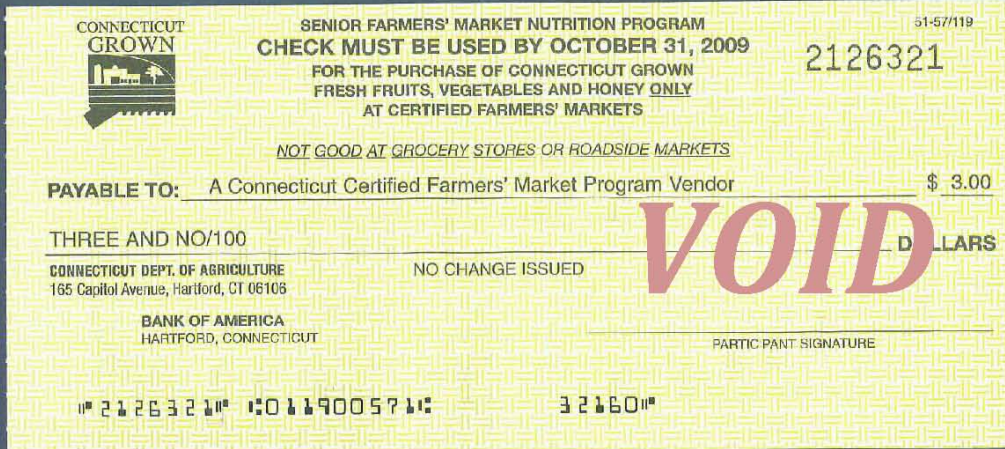 CONNECTICUT
GROWN
SENIOR FARMERS' MARKET NUTRITION PROGRAM
CHECK MUST BE USED BY OCTOBER 31, 2009
FOR THE PURCHASE OF CONNECTICUT GROWN
FRESH FRUITS, VEGETABLES AND HONEY ONLY
AT CERTIFIED FARMERS' MARKETS
51-57/119
2126321
NOT GOOD AT GROCERY STORES OR ROADSIDE MARKETS
PAYABLE TO: A Connecticut Certified Farmers' Market Program Vendor $ 3.00
THREE AND NO/100 DOLLARS
VOID
CONNECTICUT DEPT. OF AGRICULTURE
165 Capitol Avenue, Hartford, CT 06106
NO CHANGE ISSUED
BANK OF AMERICA
HARTFORD, CONNECTICUT
PARTIC PANT SIGNATURE
⑈2126321⑈ ⑆011900571⑆ 32160⑈